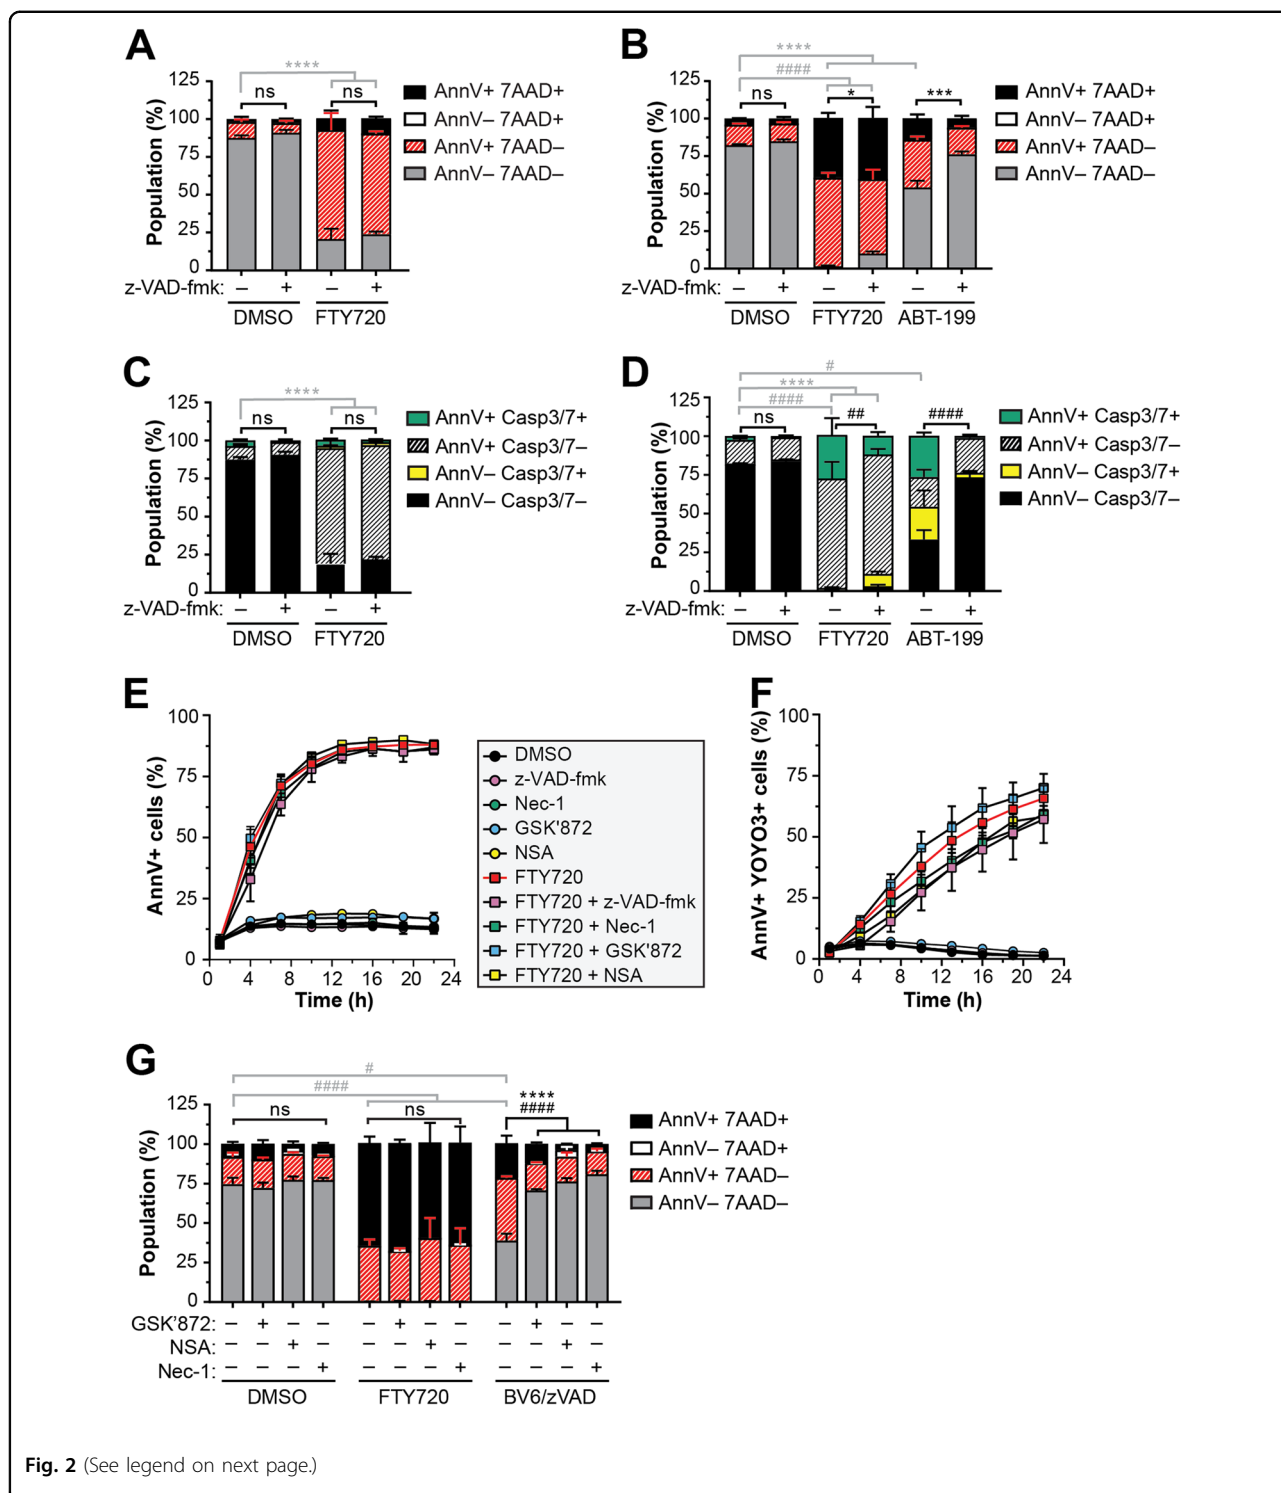 A
****
ns
ns
Population (%)
125
100
75
50
25
0
AnnV+ 7AAD+
AnnV– 7AAD+
AnnV+ 7AAD–
AnnV– 7AAD–
z-VAD-fmk: – + – +
DMSO FTY720
B
****
####
ns
*
***
Population (%)
125
100
75
50
25
0
AnnV+ 7AAD+
AnnV– 7AAD+
AnnV+ 7AAD–
AnnV– 7AAD–
z-VAD-fmk: – + – + – +
DMSO FTY720 ABT-199
C
****
ns
ns
Population (%)
125
100
75
50
25
0
AnnV+ Casp3/7+
AnnV+ Casp3/7–
AnnV– Casp3/7+
AnnV– Casp3/7–
z-VAD-fmk: – + – +
DMSO FTY720
D
#
****
####
ns
##
####
Population (%)
125
100
75
50
25
0
AnnV+ Casp3/7+
AnnV+ Casp3/7–
AnnV– Casp3/7+
AnnV– Casp3/7–
z-VAD-fmk: – + – + – +
DMSO FTY720 ABT-199
E
AnnV+ cells (%)
100
75
50
25
0
0 4 8 12 16 20 24
Time (h)
DMSO
z-VAD-fmk
Nec-1
GSK'872
NSA
FTY720
FTY720 + z-VAD-fmk
FTY720 + Nec-1
FTY720 + GSK'872
FTY720 + NSA
F
AnnV+ YOYO3+ cells (%)
100
75
50
25
0
0 4 8 12 16 20 24
Time (h)
G
#
####
ns
ns
****
####
Population (%)
125
100
75
50
25
0
AnnV+ 7AAD+
AnnV– 7AAD+
AnnV+ 7AAD–
AnnV– 7AAD–
GSK'872: – + – – – + – – – + – –
NSA: – – + – – – + – – – + –
Nec-1: – – – + – – – + – – – +
DMSO FTY720 BV6/zVAD
Fig. 2 (See legend on next page.)